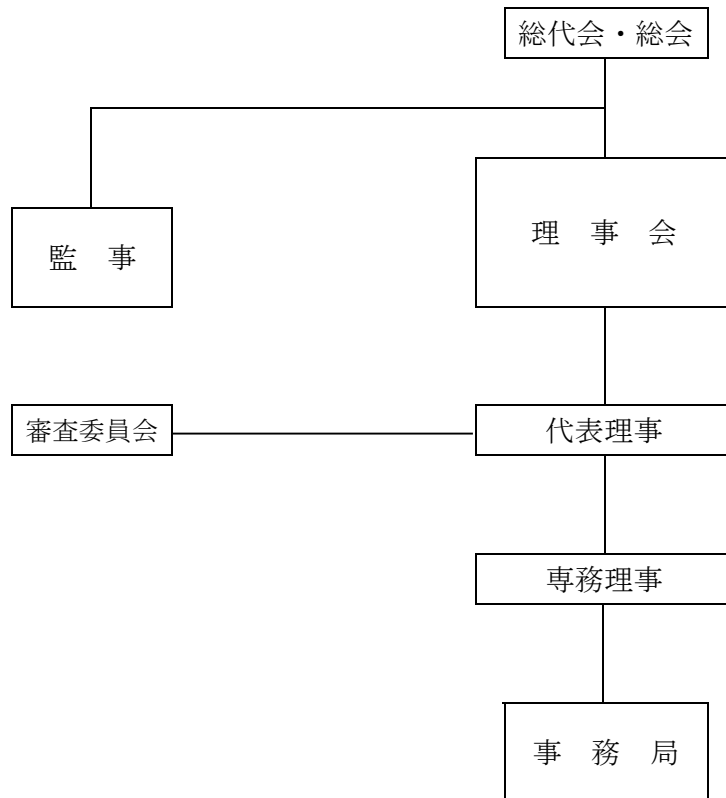 総代会・総会
理　事　会
監　事
審査委員会
代表理事
専務理事
事　務　局